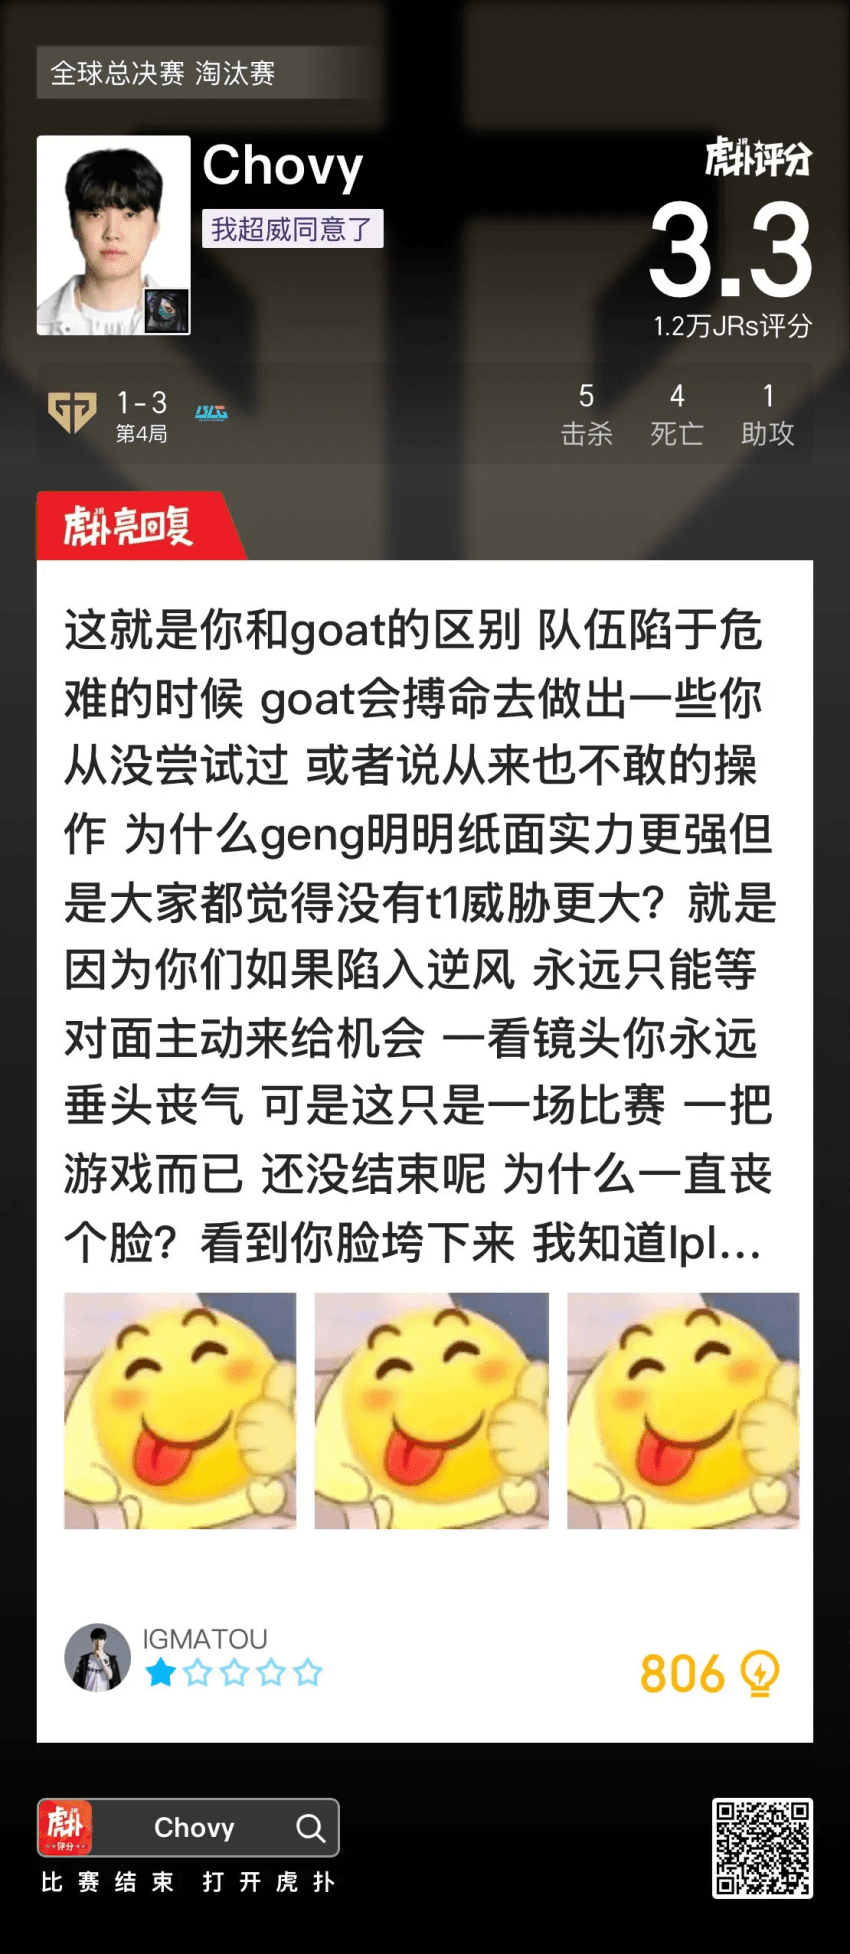 全球总决赛 淘汰赛
Chovy
我超威同意了
虎扑评分
3.3
1.2万JRs评分
1-3
第4局
BLG
5
击杀
4
死亡
1
助攻
虎扑亮回复
这就是你和goat的区别 队伍陷于危
难的时候 goat会搏命去做出一些你
从没尝试过 或者说从来也不敢的操
作 为什么geng明明纸面实力更强但
是大家都觉得没有t1威胁更大？就是
因为你们如果陷入逆风 永远只能等
对面主动来给机会 一看镜头你永远
垂头丧气 可是这只是一场比赛 一把
游戏而已 还没结束呢 为什么一直丧
个脸？看到你脸垮下来 我知道lpl...
IGMATOU
806
虎扑
评分
Chovy
比赛结束 打开虎扑